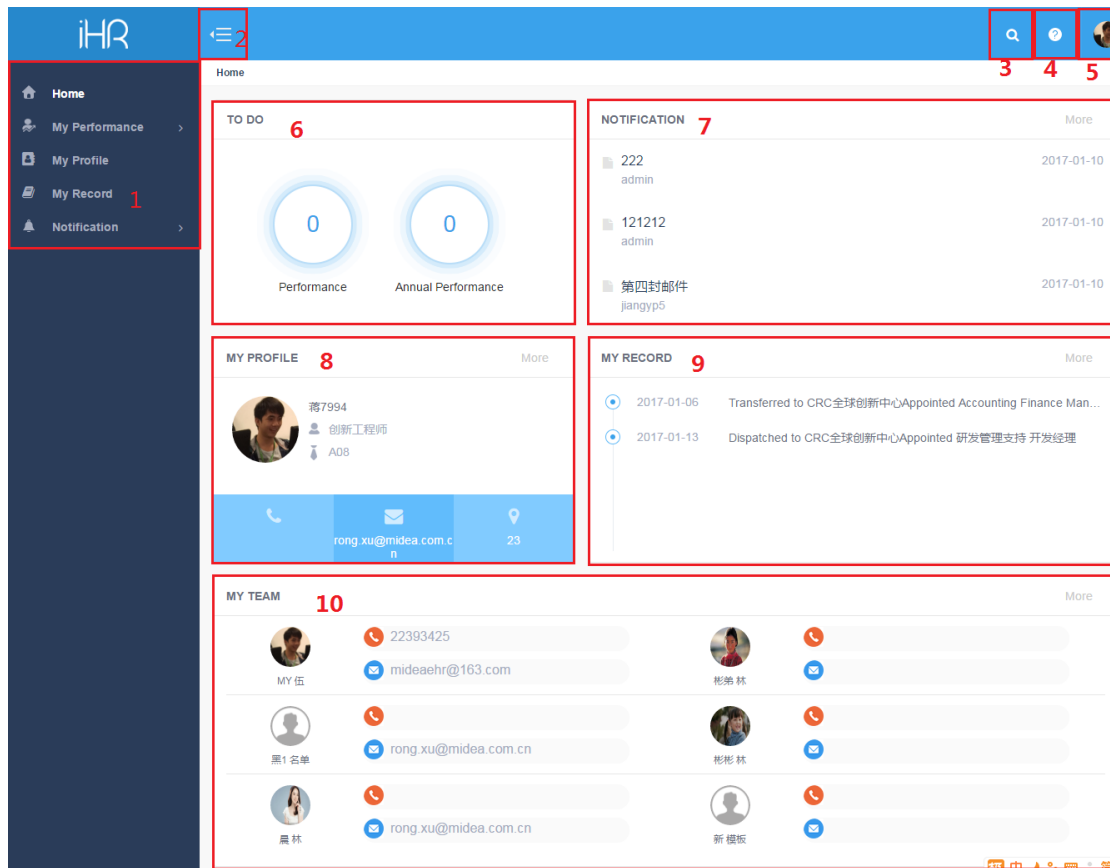 iHR
2
3
4
5
Home
Home
My Performance
My Profile
My Record
1
Notification
TO DO
6
0
0
Performance
Annual Performance
NOTIFICATION
7
More
222
2017-01-10
admin
121212
2017-01-10
admin
第四封邮件
2017-01-10
jiangyp5
MY PROFILE
8
More
蒋7994
创新工程师
A08
rong.xu@midea.com.c
n
23
MY RECORD
9
More
2017-01-06 Transferred to CRC全球创新中心Appointed Accounting Finance Man...
2017-01-13 Dispatched to CRC全球创新中心Appointed 研发管理支持 开发经理
MY TEAM
10
More
22393425
mideaehr@163.com
MY 伍
彬弟 林
rong.xu@midea.com.cn
黑1 名单
彬彬 林
rong.xu@midea.com.cn
晨 林
新 模板